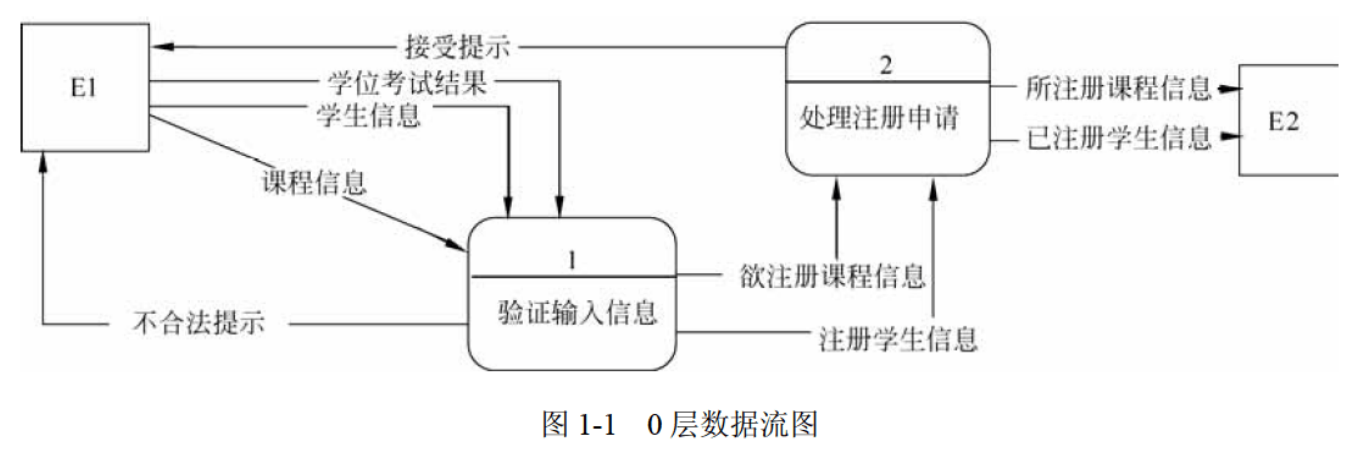 接受提示
2
E1
学位考试结果
所注册课程信息
学生信息
处理注册申请
E2
已注册学生信息
课程信息
1
欲注册课程信息
不合法提示
验证输入信息
注册学生信息
图 1-1 0 层数据流图